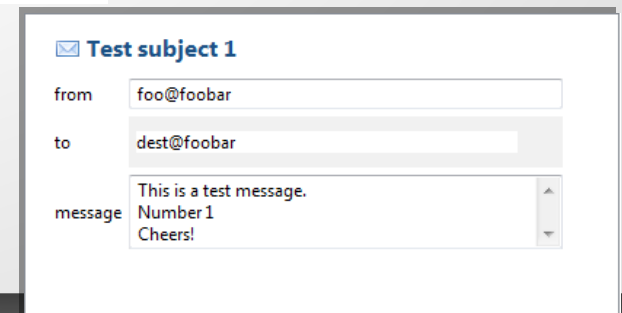 Test subject 1
from foo@foobar
to dest@foobar
This is a test message.
message Number 1
Cheers!